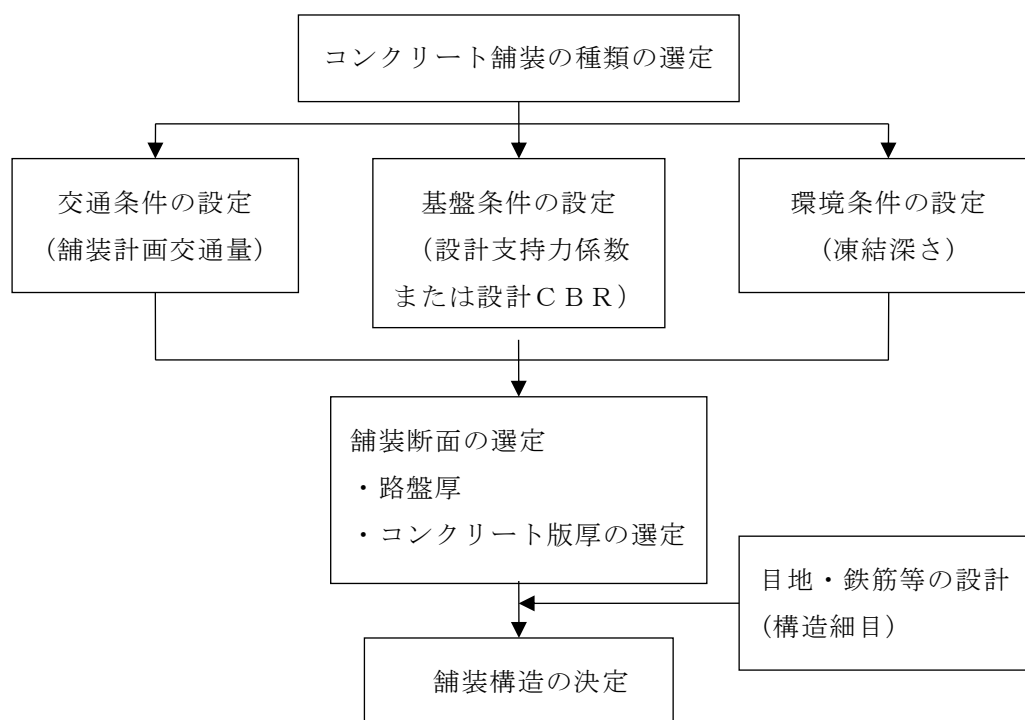 コンクリート舗装の種類の選定
交通条件の設定
（舗装計画交通量）
基盤条件の設定
（設計支持力係数
または設計ＣＢＲ）
環境条件の設定
（凍結深さ）
舗装断面の選定
・路盤厚
・コンクリート版厚の選定
目地・鉄筋等の設計
（構造細目）
舗装構造の決定